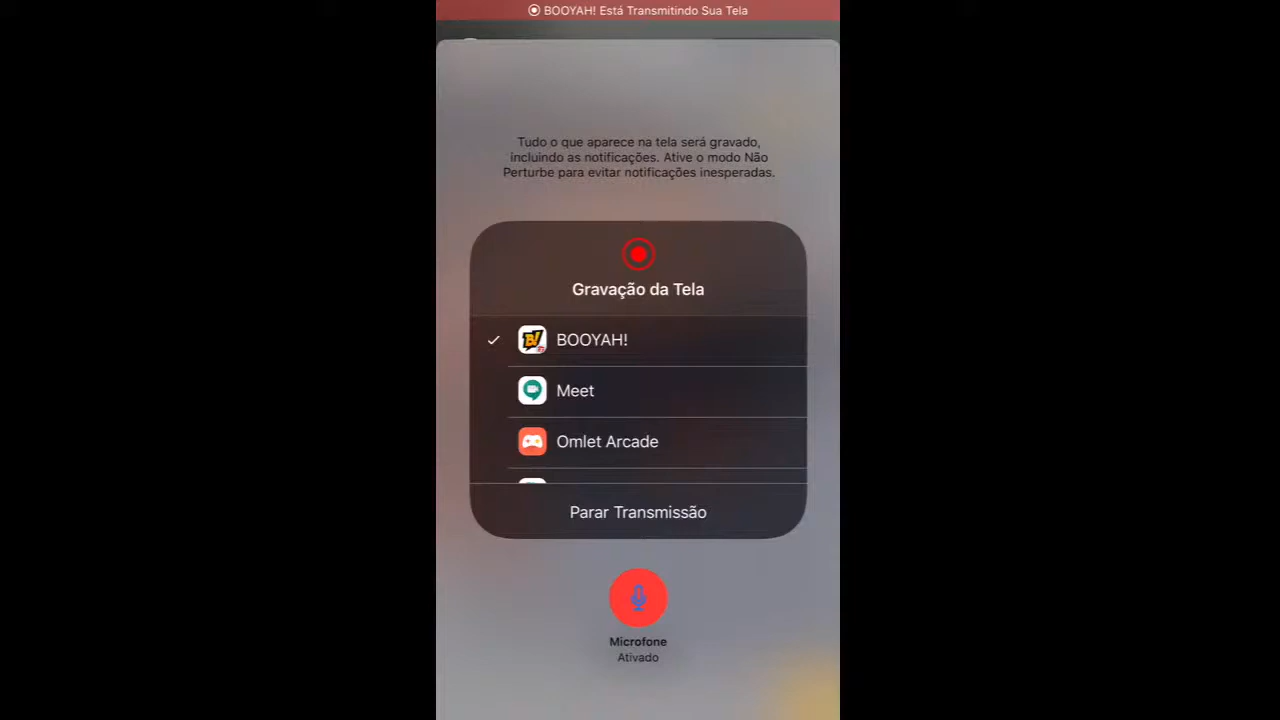 BOOYAH! Está Transmitindo Sua Tela
Tudo o que aparece na tela será gravado,
incluindo as notificações. Ative o modo Não
Perturbe para evitar notificações inesperadas.
Gravação da Tela
BOOYAH!
Meet
Omlet Arcade
Parar Transmissão
Microfone
Ativado